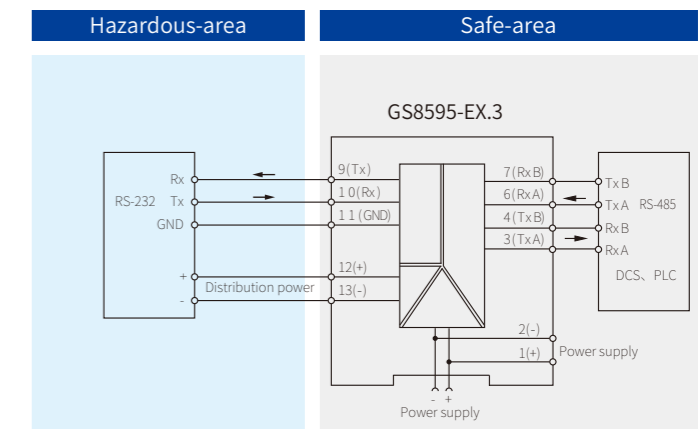 Hazardous-area
Safe-area
GS8595-EX.3
Rx
RS-232 Tx
GND
+
-
Distribution power
9(Tx)
10(Rx)
11(GND)
12(+)
13(-)
7(RxB)
6(RxA)
4(TxB)
3(TxA)
TxB
TxA RS-485
RxB
RxA
DCS、PLC
2(-)
1(+)
Power supply
- +
Power supply